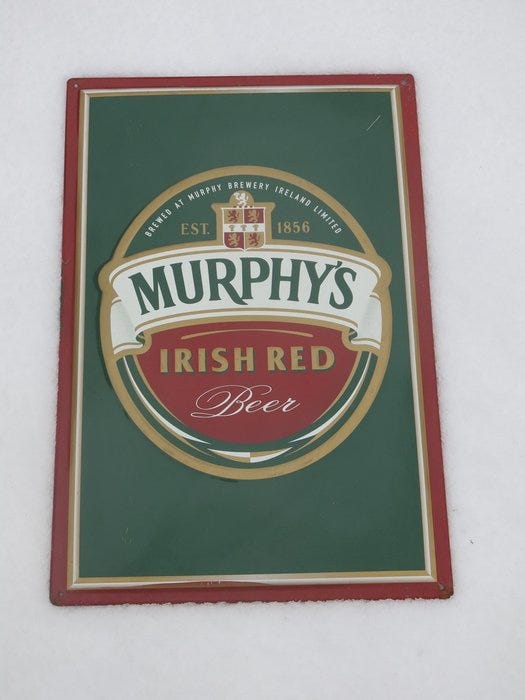 BREWED AT MURPHY BREWERY IRELAND LIMITED
EST. 1856
MURPHY'S
IRISH RED
Beer